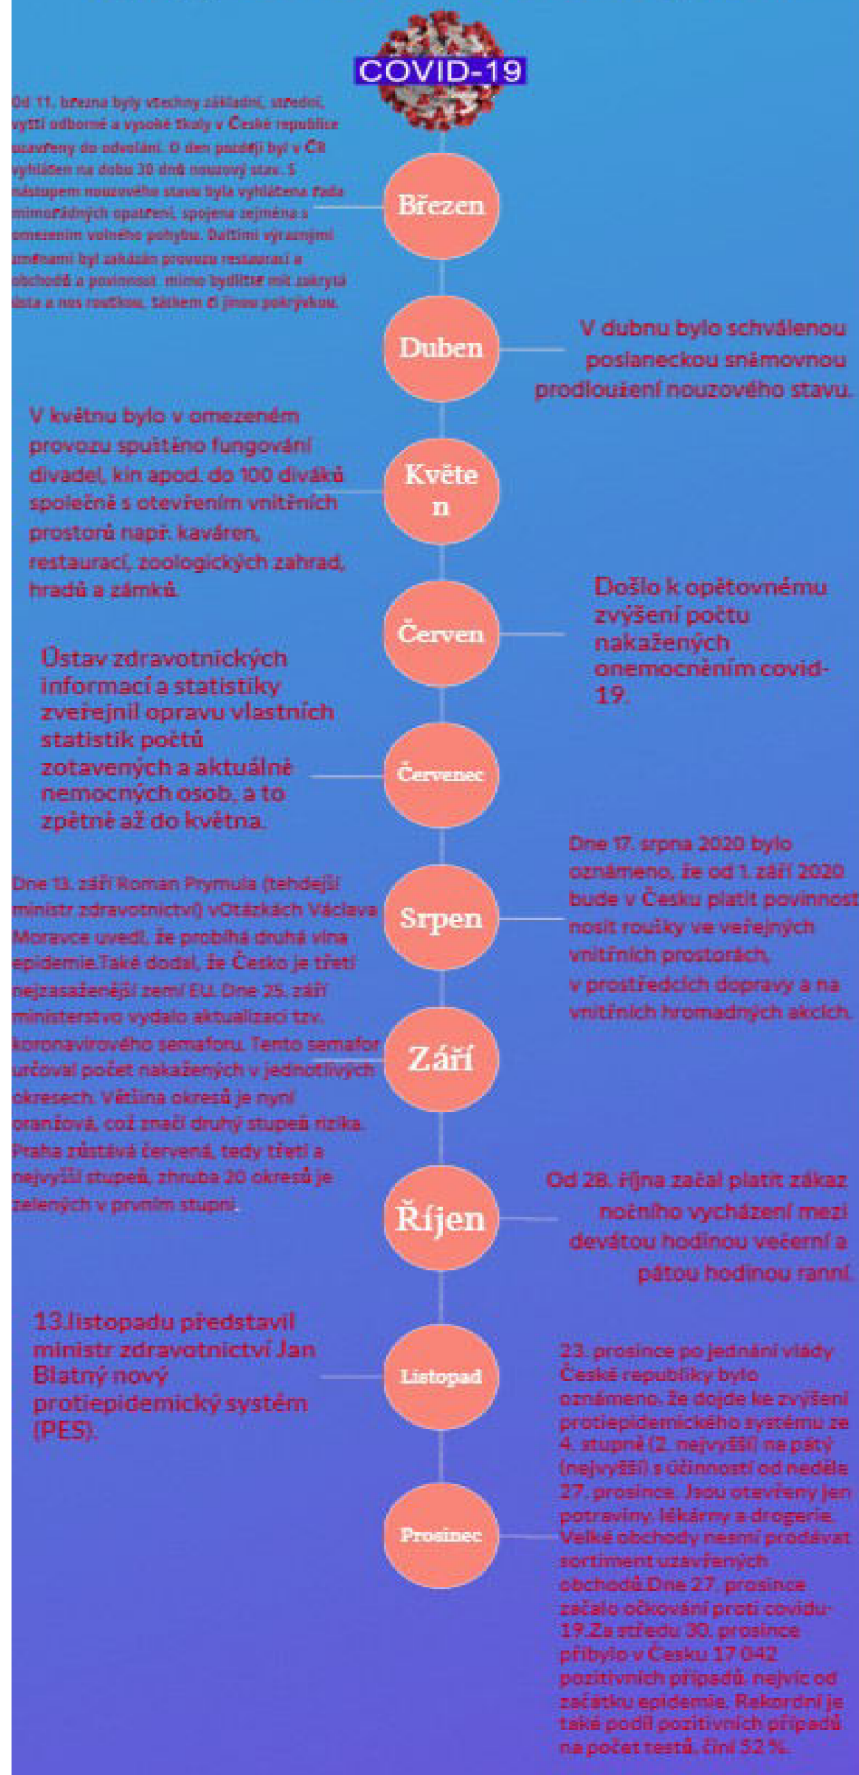 COVID-19
Od 11. března byly všechny základní, střední,
vyšší odborné a vysoké školy v České republice
uzavřeny do odvolání. O den později byl v ČR
vyhlášen na dobu 30 dnů nouzový stav. S
nástupem nouzového stavu byla vyhlášena řada
mimořádných opatření, spojena zejména s
omezením volného pohybu. Dalšími výraznými
změnami byl zakázán provozu restaurací a
obchodů a povinnost mimo bydliště mít zakrytá
ústa a nos rouškou, šátkem či jinou pokrývkou.
Březen
Duben
V dubnu bylo schválenou
poslaneckou sněmovnou
prodloužení nouzového stavu.
V květnu bylo v omezeném
provozu spuštěno fungování
divadel, kin apod. do 100 diváků
společně s otevřením vnitřních
prostorů např. kaváren,
restaurací, zoologických zahrad,
hradů a zámků.
Květe
n
Červen
Došlo k opětovnému
zvýšení počtu
nakažených
onemocněním covid-
19.
Ústav zdravotnických
informací a statistiky
zveřejnil opravu vlastních
statistik počtů
zotavených a aktuálně
nemocných osob, a to
zpětně až do května.
Červenec
Srpen
Dne 17. srpna 2020 bylo
oznámeno, že od 1. září 2020
bude v Česku platit povinnost
nosit roušky ve veřejných
vnitřních prostorách,
v prostředcích dopravy a na
vnitřních hromadných akcích.
Dne 13. září Roman Prymula (tehdejší
ministr zdravotnictví) vOtázkách Václava
Moravce uvedl, že probíhá druhá vlna
epidemie.Také dodal, že Česko je třetí
nejzasaženější zemí EU. Dne 25. září
ministerstvo vydalo aktualizaci tzv.
koronavirového semaforu. Tento semafor
určoval počet nakažených v jednotlivých
okresech. Většina okresů je nyní
oranžová, což značí druhý stupeň rizika.
Praha zůstává červená, tedy třetí a
nejvyšší stupeň, zhruba 20 okresů je
zelených v prvním stupni.
Září
Říjen
Od 28. října začal platit zákaz
nočního vycházení mezi
devátou hodinou večerní a
pátou hodinou ranní.
13.listopadu představil
ministr zdravotnictví Jan
Blatný nový
protiepidemický systém
(PES).
Listopad
Prosinec
23. prosince po jednání vlády
České republiky bylo
oznámeno, že dojde ke zvýšení
protiepidemického systému ze
4. stupně (2. nejvyšší) na pátý
(nejvyšší) s účinností od neděle
27. prosince. Jsou otevřeny jen
potraviny, lékárny a drogerie.
Velké obchody nesmí prodávat
sortiment uzavřených
obchodů.Dne 27. prosince
začalo očkování proti covidu-
19.Za středu 30. prosince
přibylo v Česku 17 042
pozitivních případů, nejvíc od
začátku epidemie. Rekordní je
také podíl pozitivních případů
na počet testů, činí 52 %.